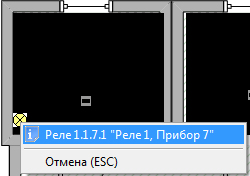 Реле 1.1.7.1 "Реле 1, Прибор 7"
Отмена (ESC)